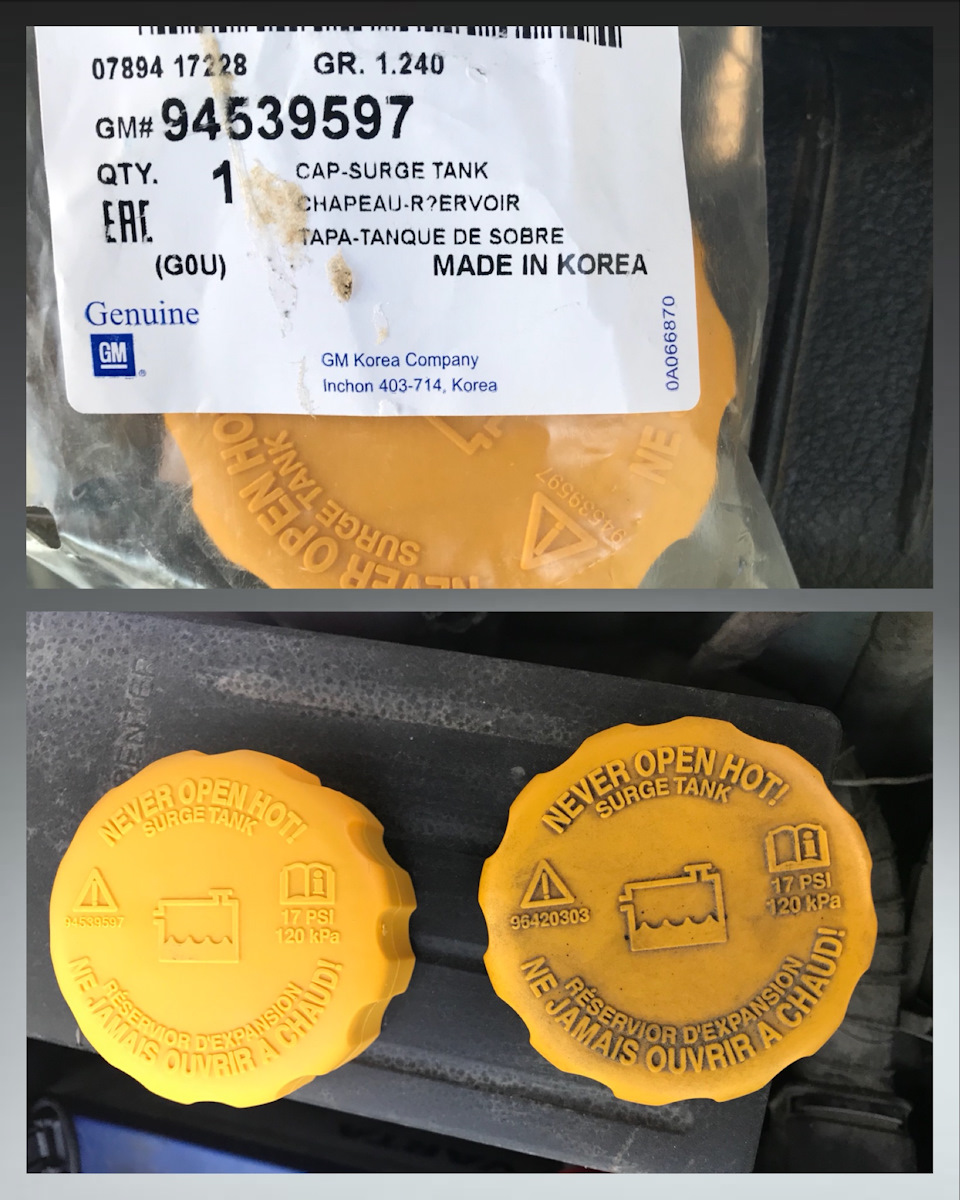 07894 17228 GR. 1.240
GM# 94539597
QTY. 1 CAP-SURGE TANK
EAC CHAPEAU-R?ERVOIR
TAPA-TANQUE DE SOBRE
(G0U) MADE IN KOREA
Genuine
GM
®
GM Korea Company
Inchon 403-714, Korea
0A066870
NEVER OPEN HO
SURGE TANK
94539597
NE
NEVER OPEN HOT!
SURGE TANK
94539597
17 PSI
120 kPa
RÉSERVIOR D'EXPANSION
NE JAMAIS OUVRIR À CHAUD!
NEVER OPEN HOT!
SURGE TANK
96420303
17 PSI
120 kPa
RÉSERVIOR D'EXPANSION
NE JAMAIS OUVRIR À CHAUD!